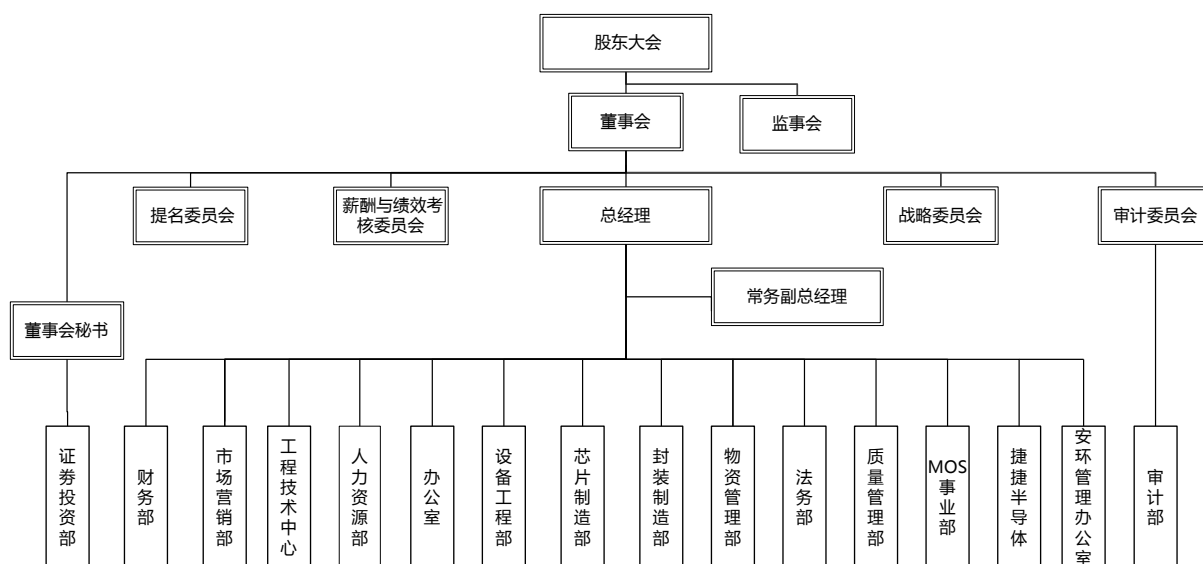 股东大会
董事会
监事会
提名委员会
薪酬与绩效考
核委员会
总经理
战略委员会
审计委员会
常务副总经理
董事会秘书
证券投资部
财务部
市场营销部
工程技术中心
人力资源部
办公室
设备工程部
芯片制造部
封装制造部
物资管理部
法务部
质量管理部
MOS
事业部
捷捷半导体
安环管理办公室
审计部